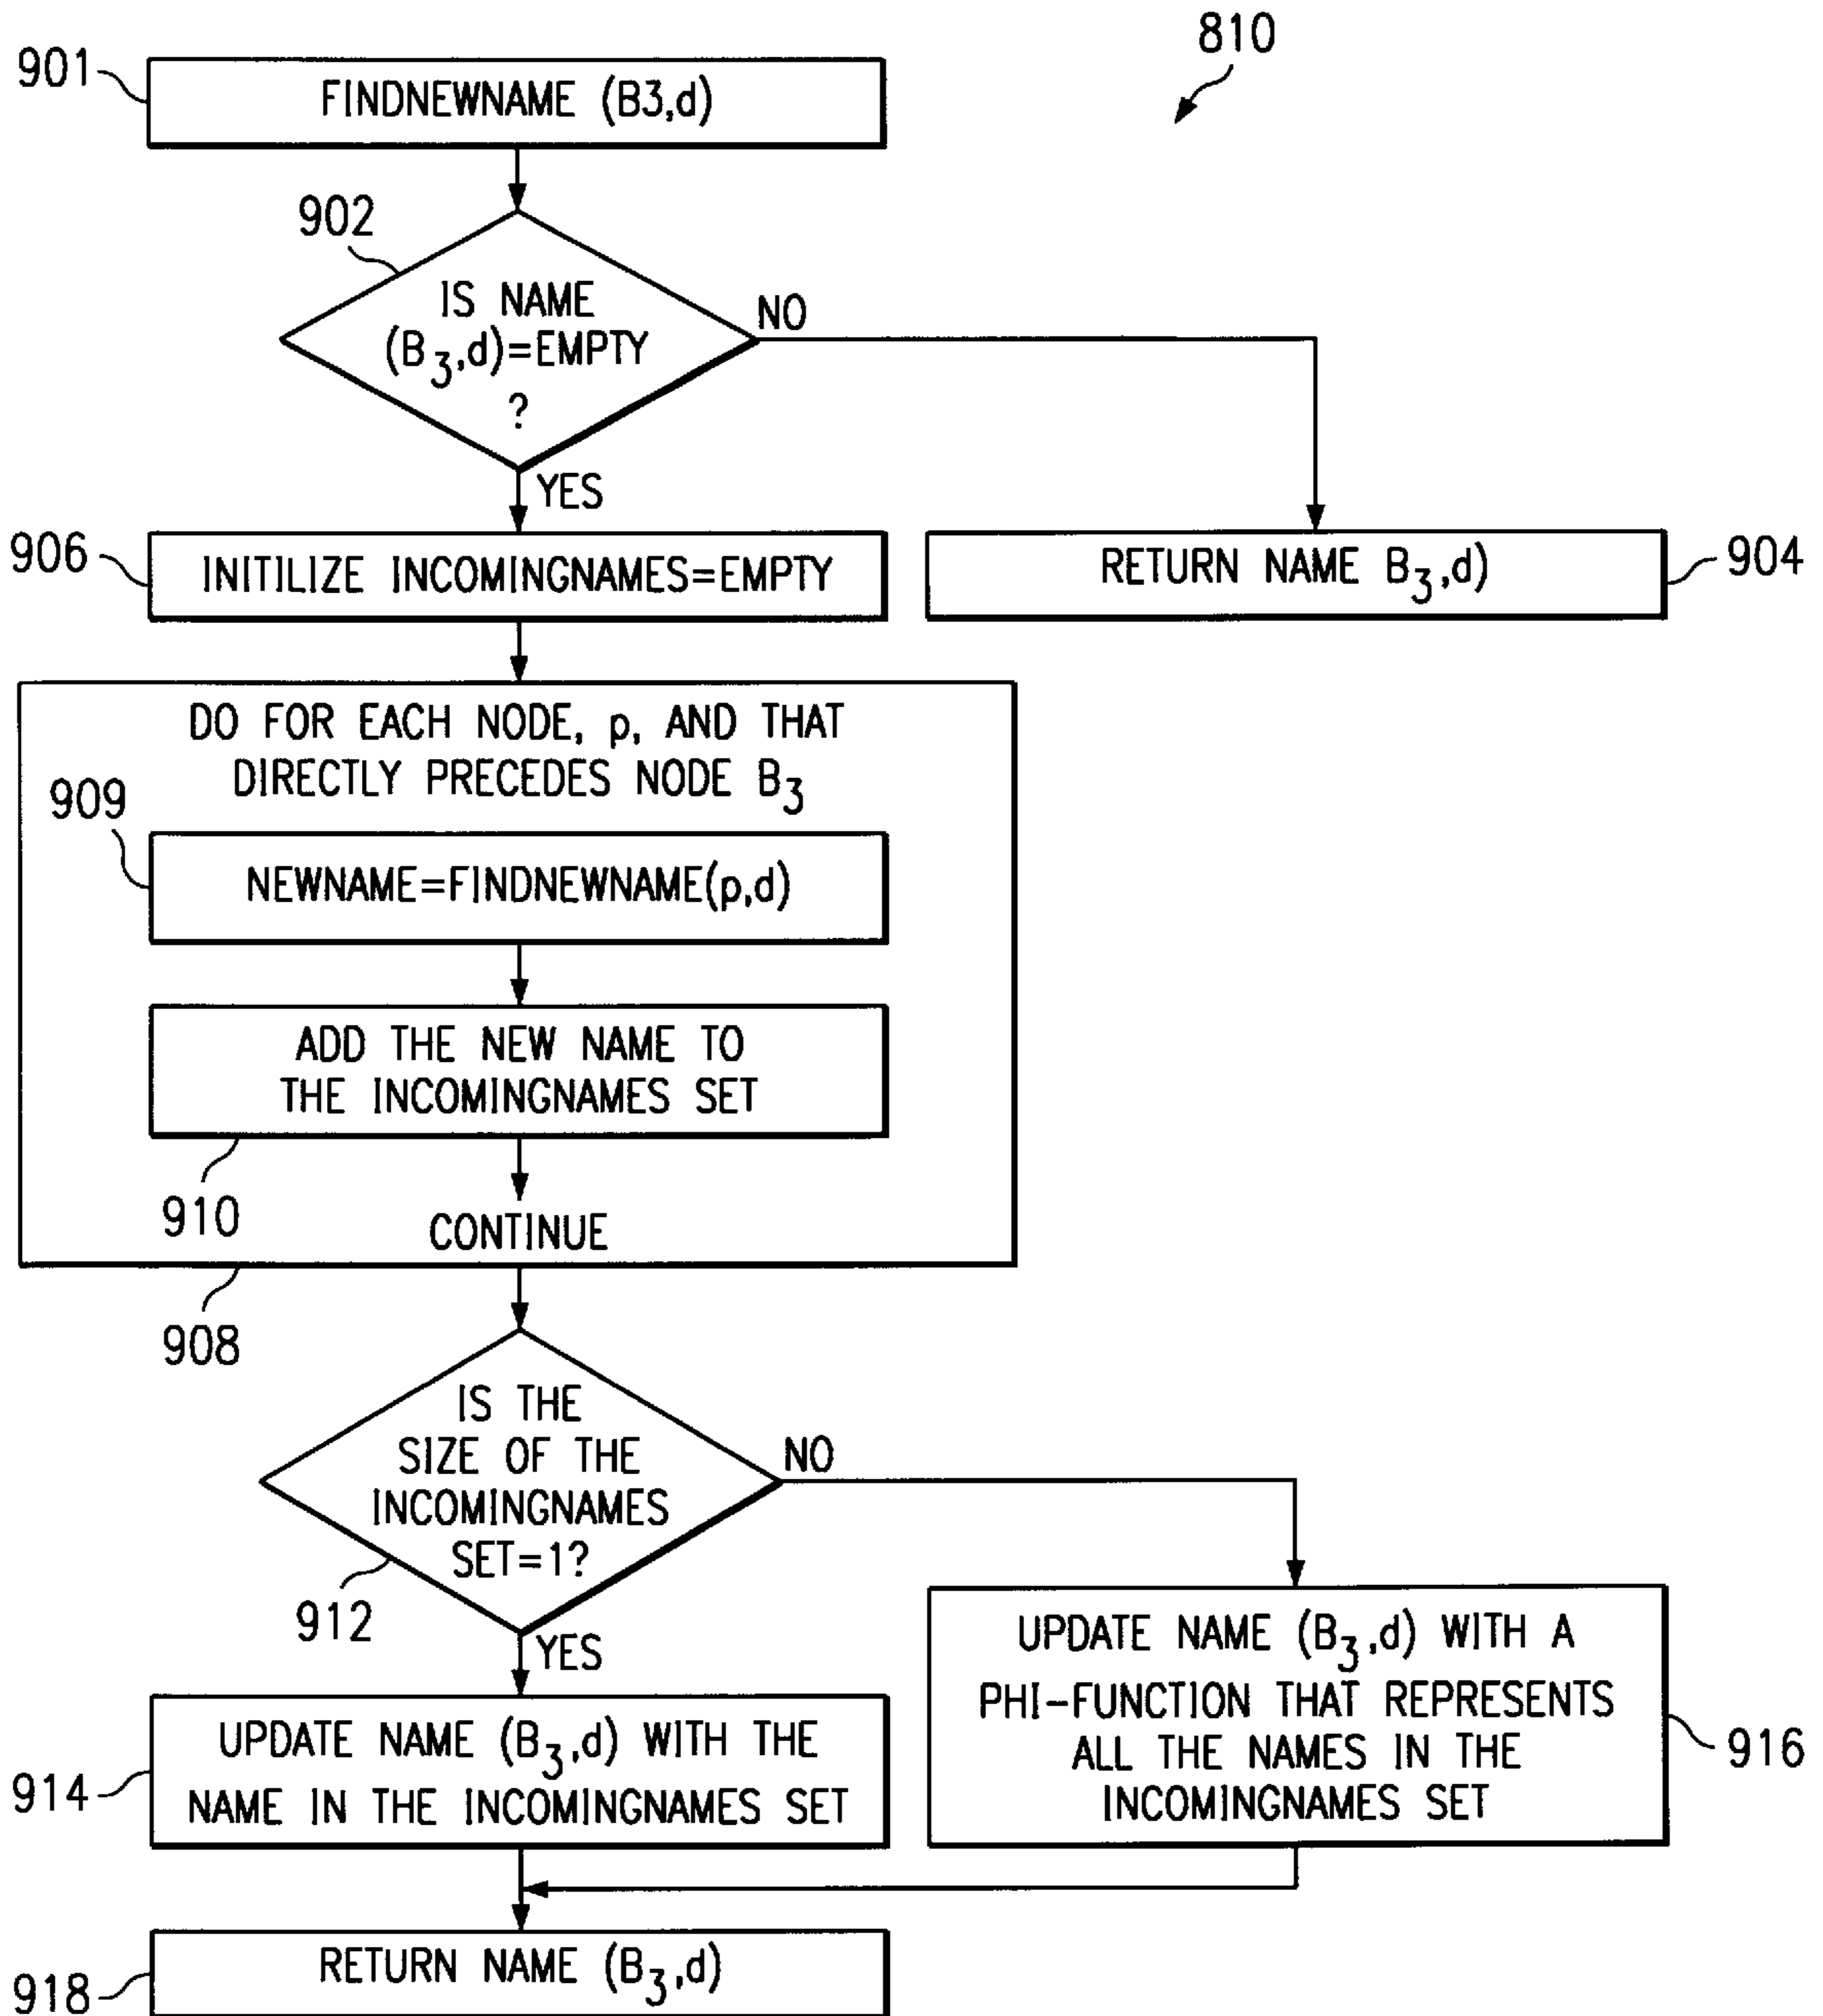 810
901
FINDNEWNAME (B3,d)
902
IS NAME
(B3,d)=EMPTY
?
NO
YES
906
INITILIZE INCOMINGNAMES=EMPTY
RETURN NAME B3,d)
904
DO FOR EACH NODE, p, AND THAT
DIRECTLY PRECEDES NODE B3
909
NEWNAME=FINDNEWNAME(p,d)
ADD THE NEW NAME TO
THE INCOMINGNAMES SET
910
CONTINUE
908
IS THE
SIZE OF THE
INCOMINGNAMES
SET=1?
NO
912
YES
UPDATE NAME (B3,d) WITH THE
NAME IN THE INCOMINGNAMES SET
914
UPDATE NAME (B3,d) WITH A
PHI-FUNCTION THAT REPRESENTS
ALL THE NAMES IN THE
INCOMINGNAMES SET
916
RETURN NAME (B3,d)
918